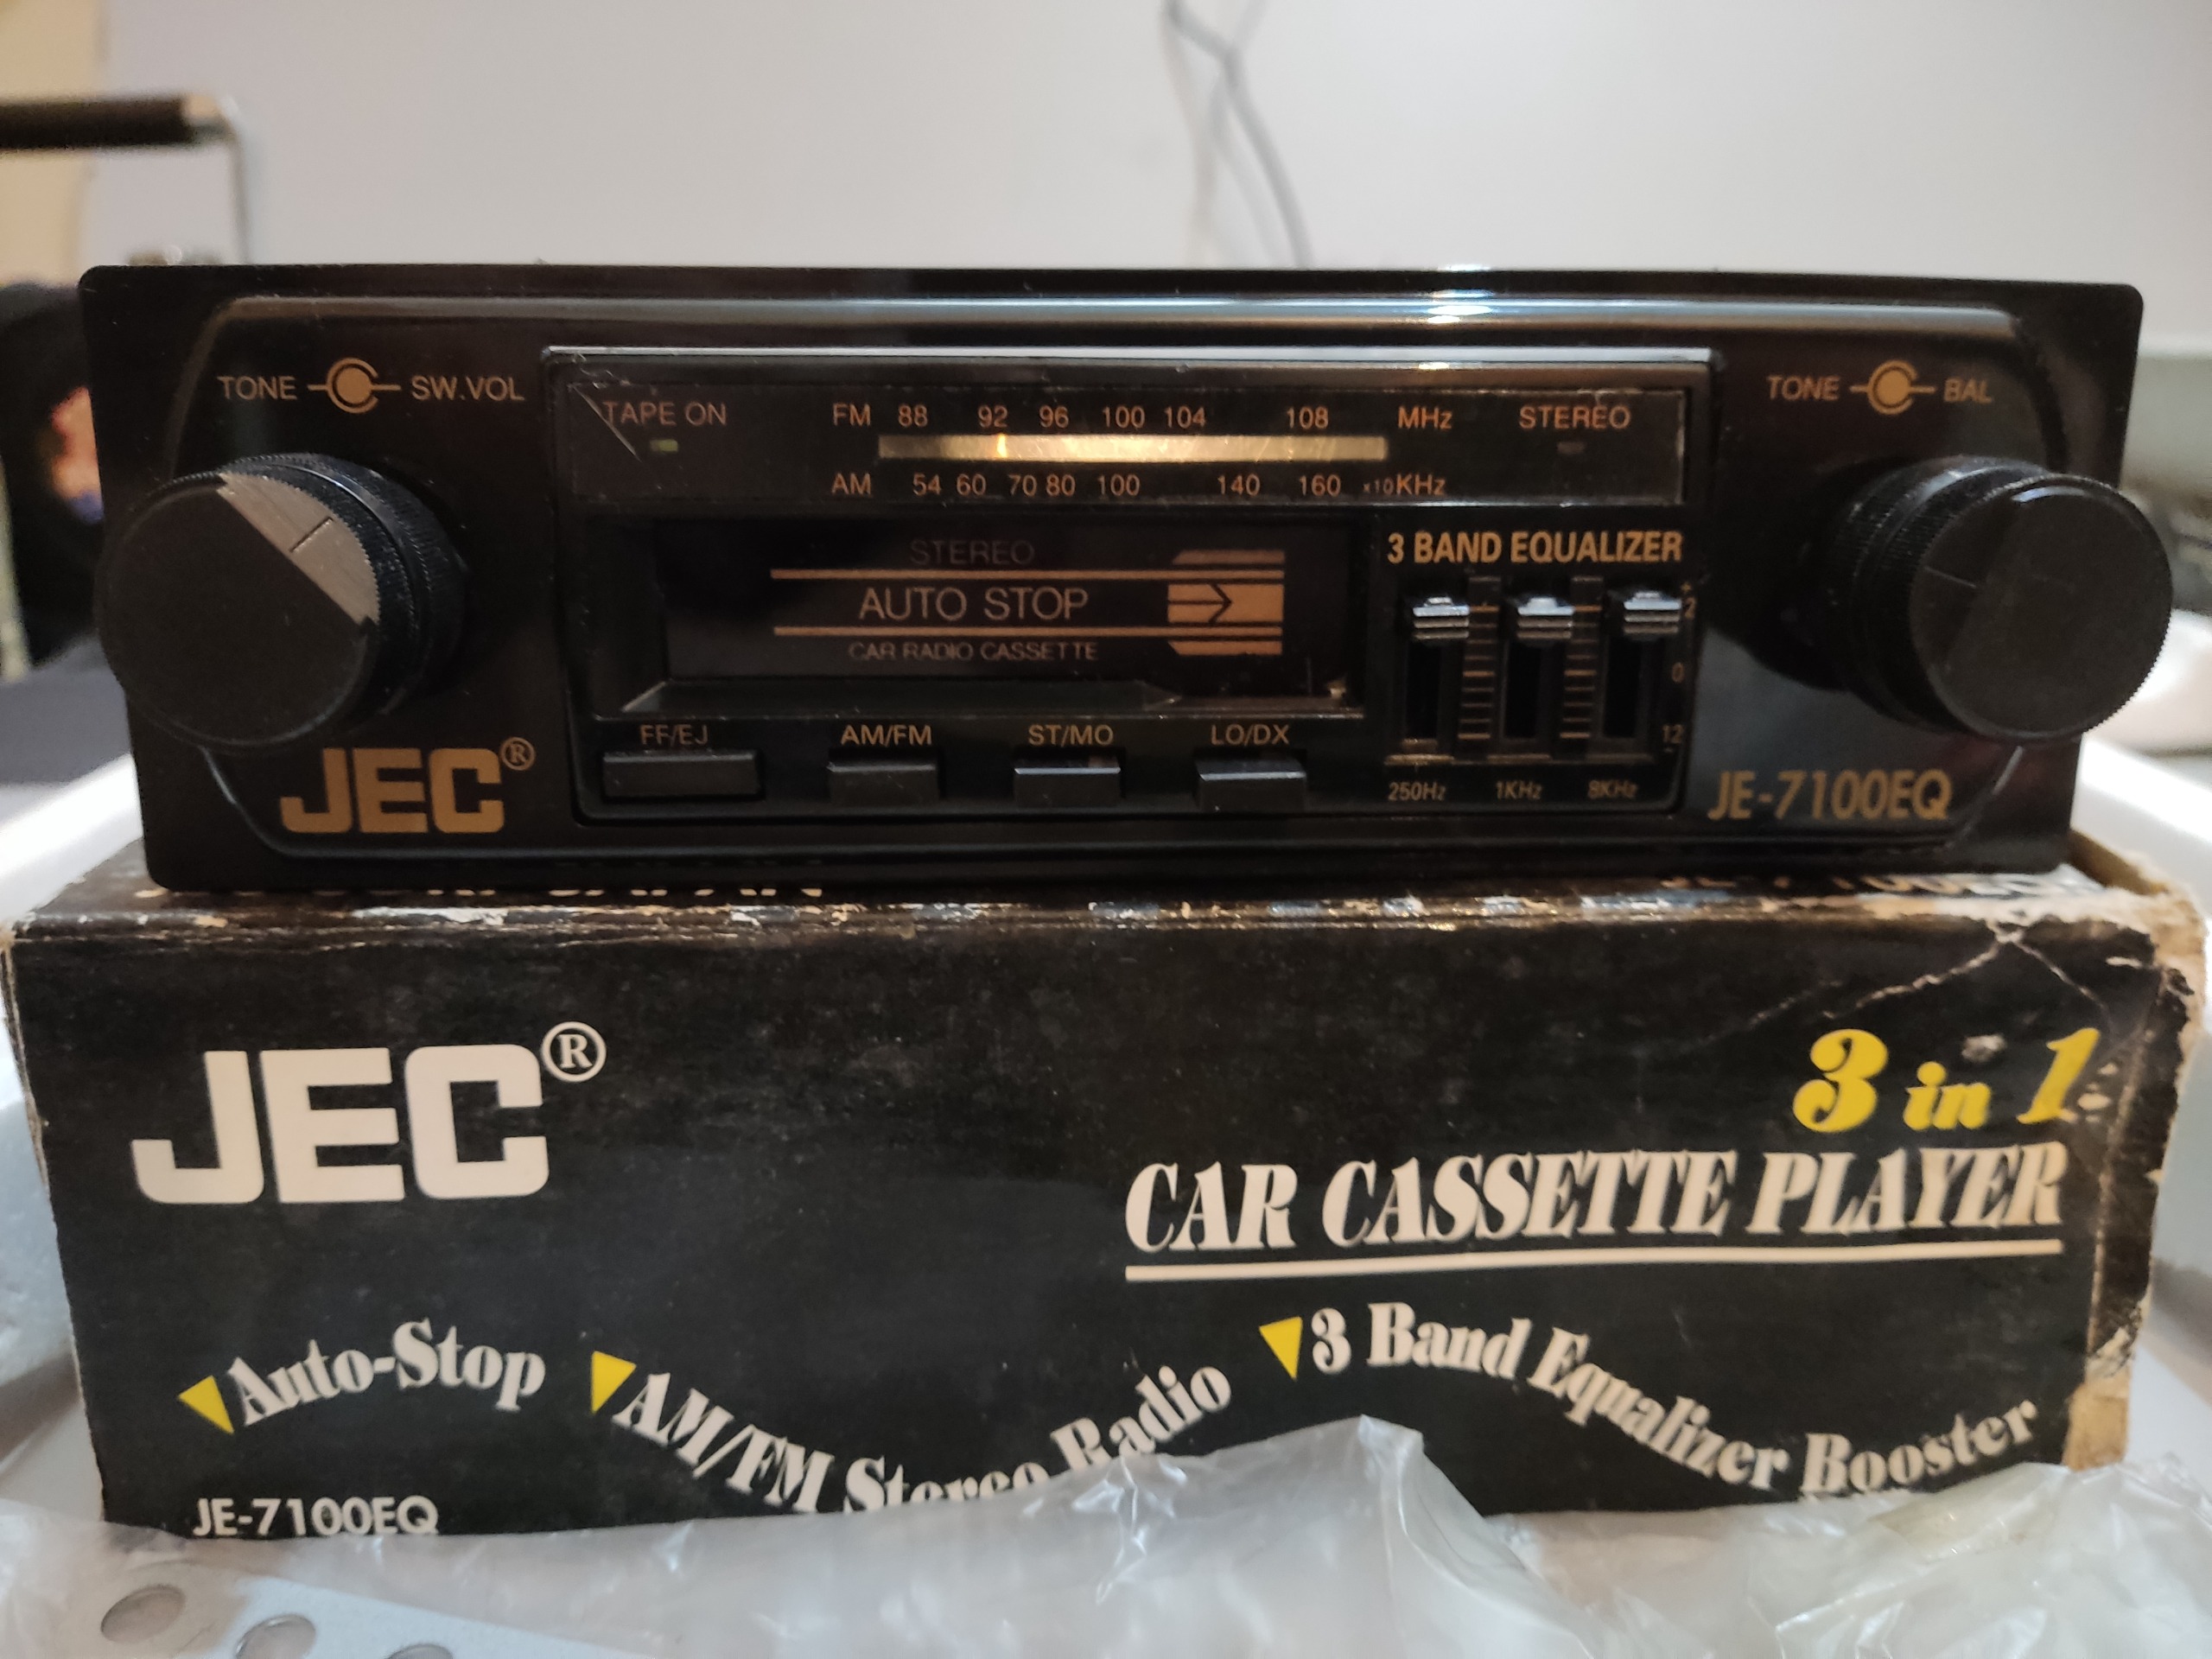 TONE SW.VOL
TONE BAL
TAPE ON
FM 88 92 96 100 104 108 MHz
STEREO
AM 54 60 70 80 100 140 160 ×10KHz
STEREO
AUTO STOP
CAR RADIO CASSETTE
3 BAND EQUALIZER
0
12
250Hz 1KHz 8KHz
FF/EJ AM/FM ST/MO LO/DX
JEC®
JE-7100EQ
JEC®
3 in 1
CAR CASSETTE PLAYER
Auto-Stop
AM/FM Stereo Radio
3 Band Equalizer Booster
JE-7100EQ